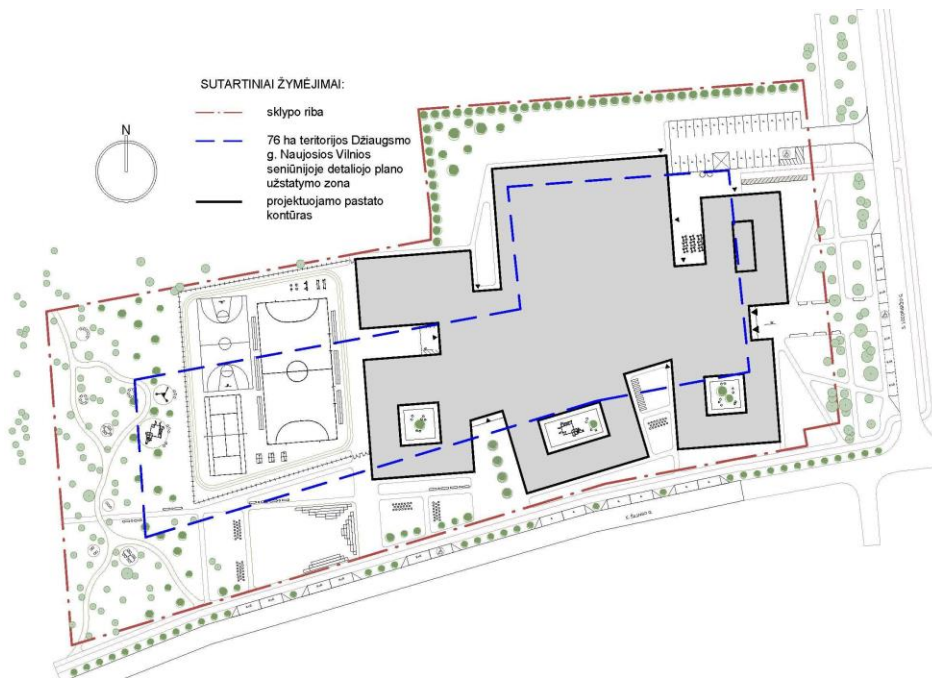 SUTARTINIAI ŽYMĖJIMAI:
N
sklypo riba
76 ha teritorijos Džiaugsmo
g. Naujosios Vilnios
seniūnijoje detaliojo plano
užstatymo zona
projektuojamo pastato
kontūras